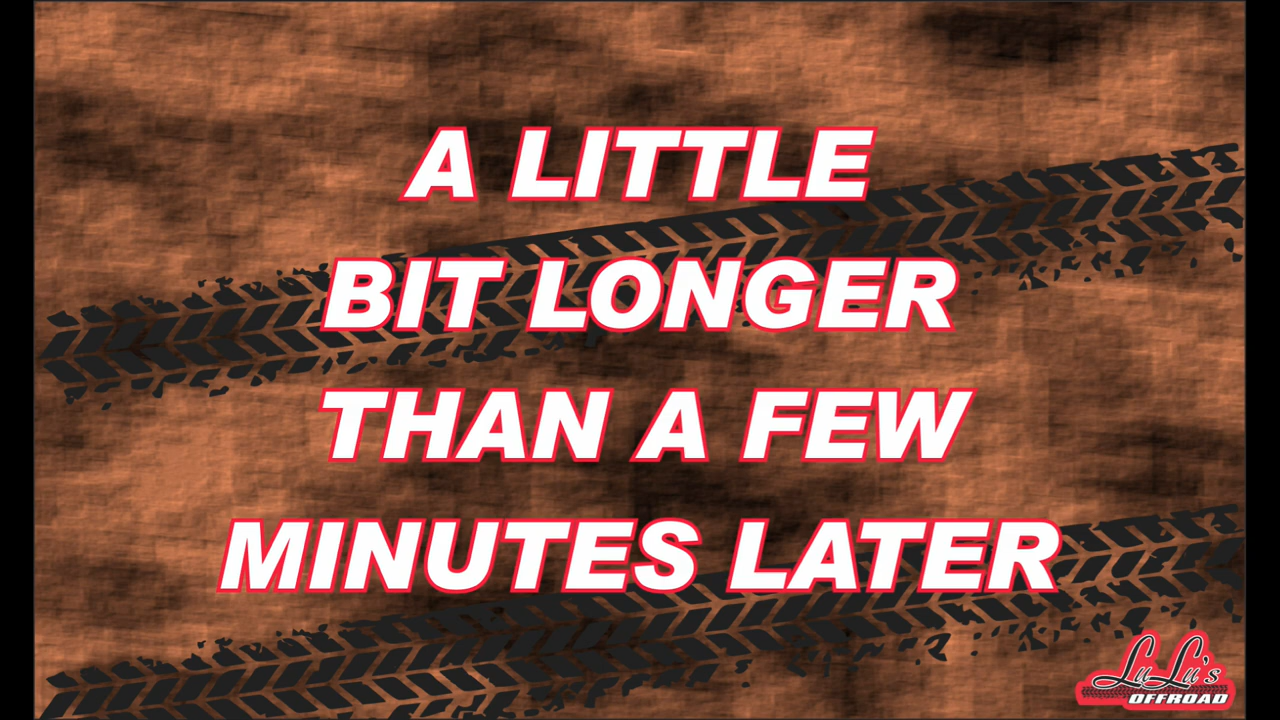 A LITTLE
BIT LONGER
THAN A FEW
MINUTES LATER
LuLu's
OFFROAD